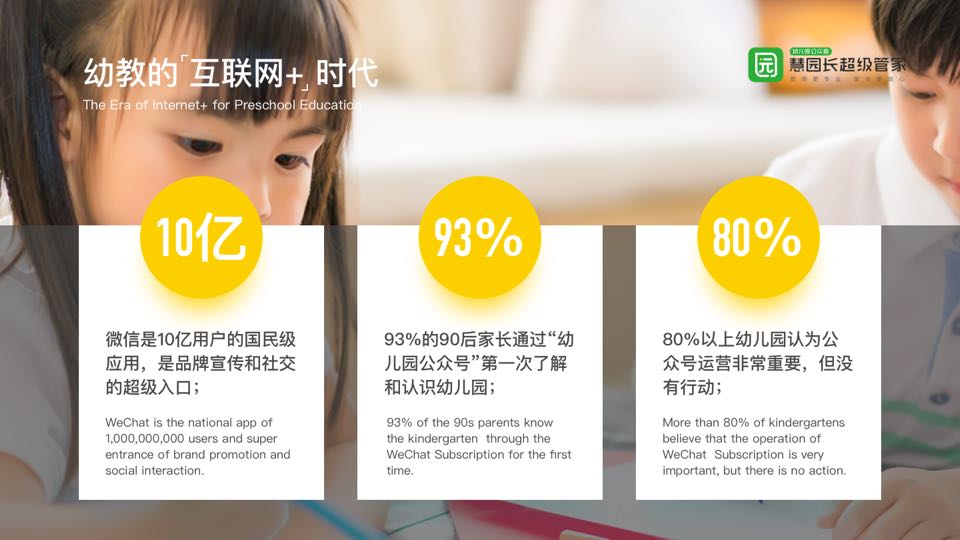 幼教的「互联网+」时代
The Era of Internet+ for Preschool Education
幼儿园公众号
园
慧园长超级管家
10亿
微信是10亿用户的国民级
应用，是品牌宣传和社交
的超级入口；
WeChat is the national app of
1,000,000,000 users and super
entrance of brand promotion and
social interaction.
93%
93%的90后家长通过“幼
儿园公众号”第一次了解
和认识幼儿园；
93% of the 90s parents know
the kindergarten through the
WeChat Subscription for the first
time.
80%
80%以上幼儿园认为公
众号运营非常重要，但没
有行动；
More than 80% of kindergartens
believe that the operation of
WeChat Subscription is very
important, but there is no action.